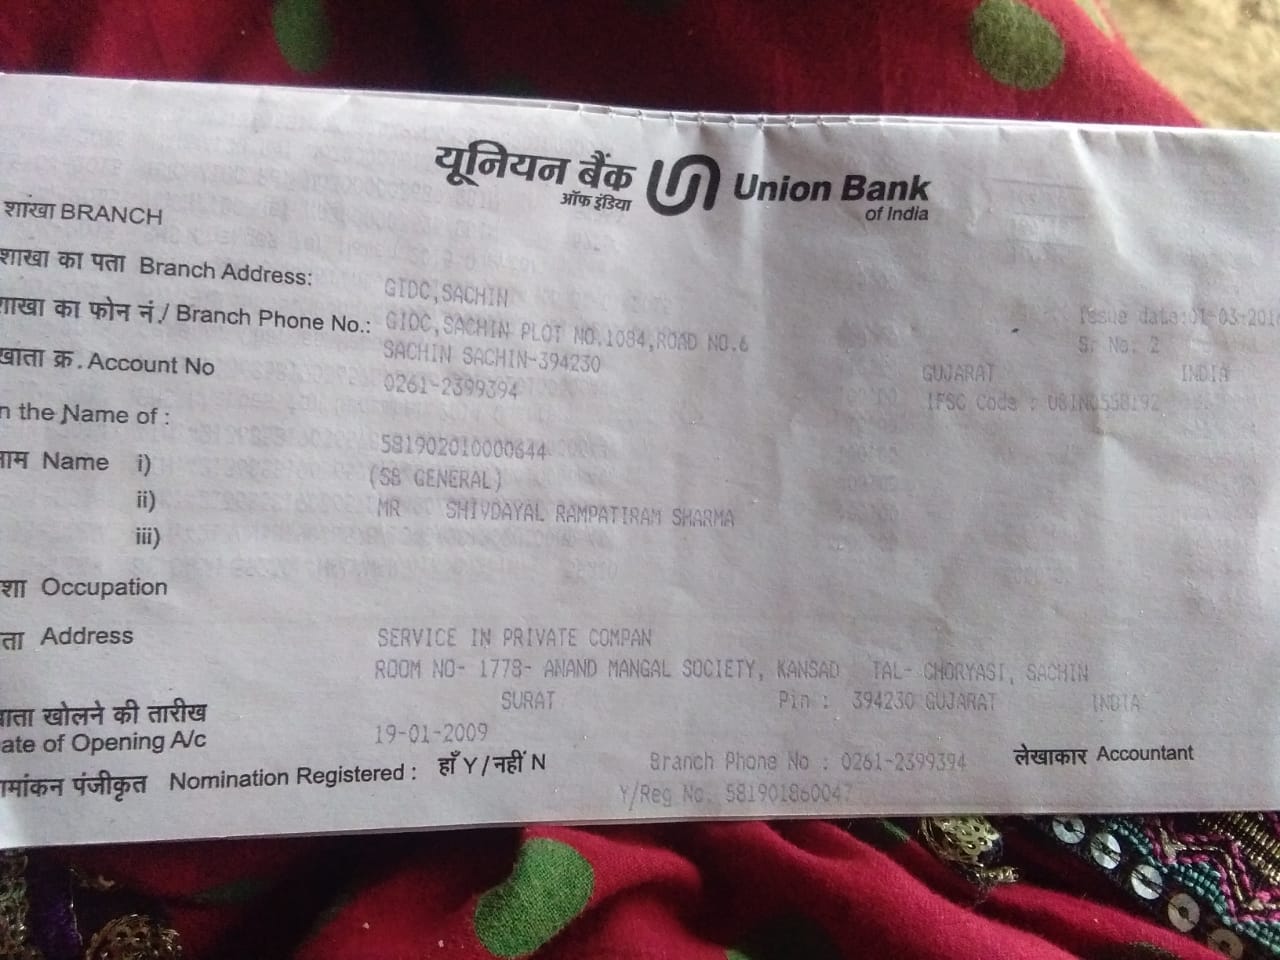 यूनियन बैंक Union Bank
ऑफ इंडिया of India
शाखा BRANCH
शाखा का पता Branch Address: GIDC,SACHIN
शाखा का फोन नं./ Branch Phone No.: GIDC,SACHIN PLOT NO.1084,ROAD NO.6
Issue date:01-03-201
SACHIN SACHIN-394230
Sr No: 2
खाता क्र. Account No
0261-2399394 GUJARAT INDIA
IFSC Code : UBIN0558192
In the Name of :
581902010000644
नाम Name i)
(SB GENERAL)
ii)
MR SHIVDAYAL RAMPATIRAM SHARMA
iii)
शा Occupation
ता Address SERVICE IN PRIVATE COMPAN
ROOM NO- 1778- ANAND MANGAL SOCIETY, KANSAD TAL- CHORYASI, SACHIN
SURAT Pin : 394230 GUJARAT INDIA
खाता खोलने की तारीख
ate of Opening A/c 19-01-2009
Branch Phone No : 0261-2399394 लेखाकार Accountant
नामांकन पंजीकृत Nomination Registered : हाँ Y / नहीं N
Y/Reg No. 581901860047